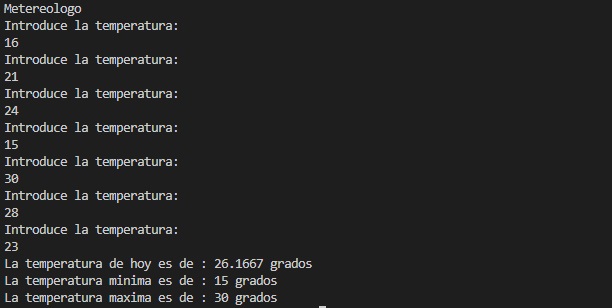 Metereologo
Introduce la temperatura:
16
Introduce la temperatura:
21
Introduce la temperatura:
24
Introduce la temperatura:
15
Introduce la temperatura:
30
Introduce la temperatura:
28
Introduce la temperatura:
23
La temperatura de hoy es de : 26.1667 grados
La temperatura minima es de : 15 grados
La temperatura maxima es de : 30 grados